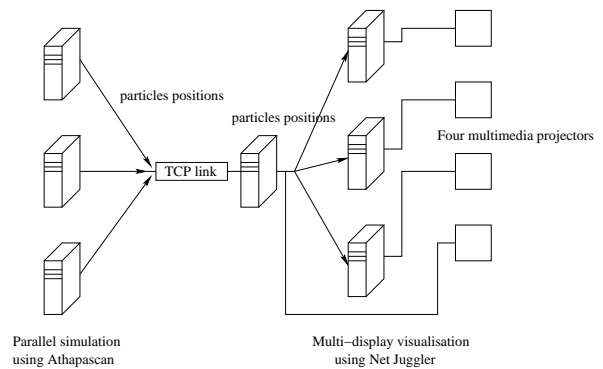 particles positions
particles positions
Four multimedia projectors
TCP link
Parallel simulation
using Athapascan
Multi−display visualisation
using Net Juggler